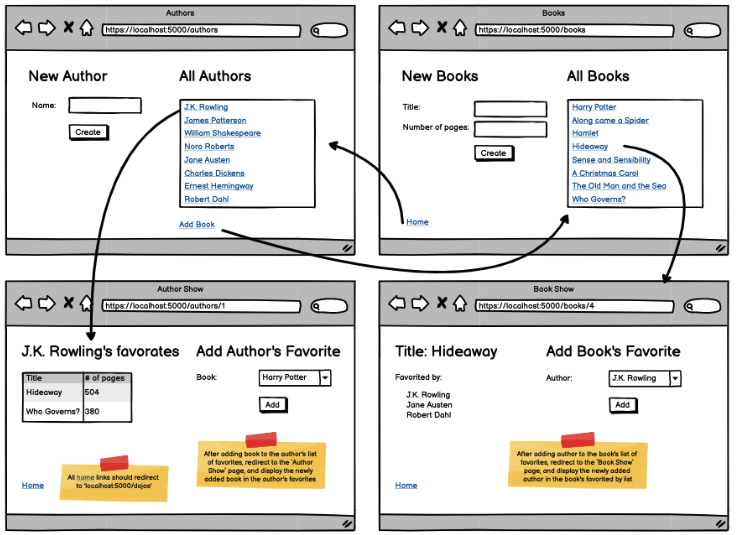 Authors
https://localhost:5000/authors
New Author
All Authors
Name:
Create
J.K. Rowling
James Patterson
William Shakespeare
Nora Roberts
Jane Austen
Charles Dickens
Ernest Hemingway
Robert Dahl
Add Book
Books
https://localhost:5000/books
New Books
All Books
Title:
Number of pages:
Create
Harry Potter
Along came a Spider
Hamlet
Hideaway
Sense and Sensibility
A Christmas Carol
The Old Man and the Sea
Who Governs?
Home
Author Show
https://localhost:5000/authors/1
J.K. Rowling's favorates
Add Author's Favorite
Title # of pages
Hideaway 504
Who Governs? 380
Book: Harry Potter
Add
All home links should redirect
to 'localhost:5000/dojos'
After adding book to the author's list
of favorites, redirect to the 'Author
Show' page, and display the newly
added book in the author's favorites
Home
Book Show
https://localhost:5000/books/4
Title: Hideaway
Add Book's Favorite
Favorited by:
J.K. Rowling
Jane Austen
Robert Dahl
Author: J.K. Rowling
Add
After adding author to the book's list of
favorites, redirect to the 'Book Show'
page, and display the newly added
author in the book's favorited by list
Home